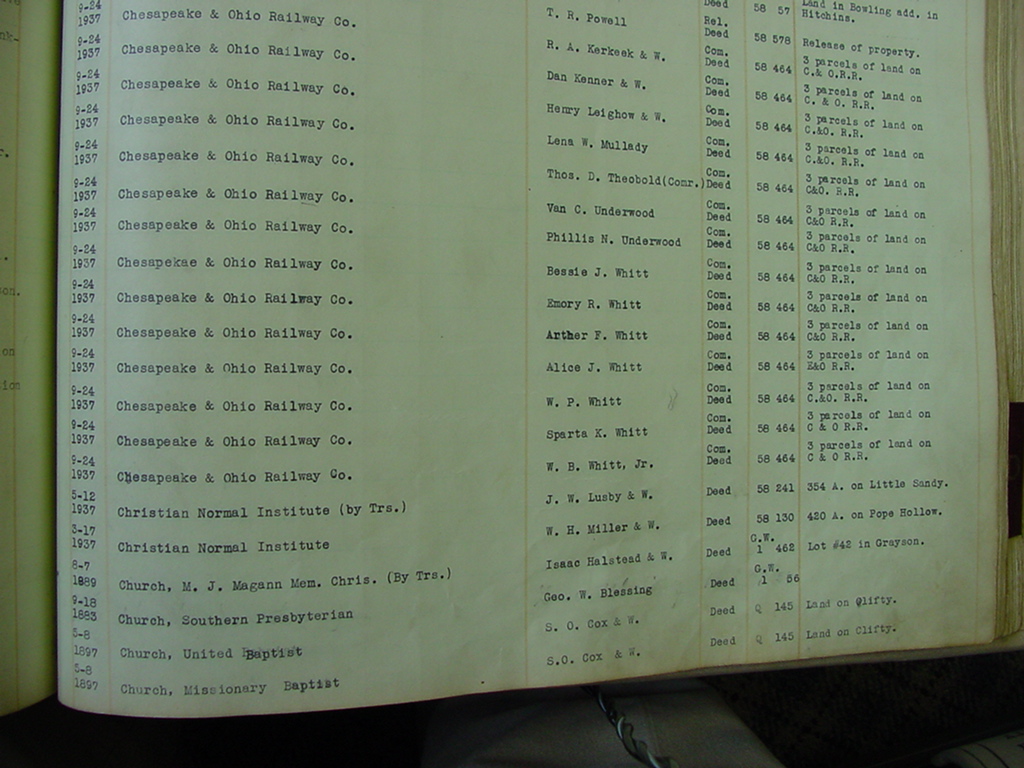 Deed 58 57 Land in Bowling add. in
Hitchins.
T. R. Powell Rel.
Deed 58 578 Release of property.
9-24 Com. 3 parcels of land on
1937 Chesapeake & Ohio Railway Co. R. A. Kerkeek & W. Deed 58 464 C.& O.R.R.
9-24 Com. 3 parcels of land on
1937 Chesapeake & Ohio Railway Co. Dan Kenner & W. Deed 58 464 C. & O. R.R.
9-24 Com. 3 parcels of land on
1937 Chesapeake & Ohio Railway Co. Henry Leighow & W. Deed 58 464 C.&O. R.R.
9-24 Com. 3 parcels of land on
1937 Chesapeake & Ohio Railway Co. Lena W. Mullady Deed 58 464 C.&O. R.R.
9-24 Com. 3 parcels of land on
1937 Chesapeake & Ohio Railway Co. Thos. D. Theobold(Comr.) Deed 58 464 C&O. R.R.
9-24 Com. 3 parcels of land on
1937 Chesapeake & Ohio Railway Co. Van C. Underwood Deed 58 464 C&O R.R.
9-24 Com. 3 parcels of land on
1937 Chesapeake & Ohio Railway Co. Phillis N. Underwood Deed 58 464 C&O R.R.
9-24 Com. 3 parcels of land on
1937 Chesapekae & Ohio Railway Co. Bessie J. Whitt Deed 58 464 C&O R.R.
9-24 Com. 3 parcels of land on
1937 Chesapeake & Ohio Railway Co. Emory R. Whitt Deed 58 464 C&O R.R.
9-24 Com. 3 parcels of land on
1937 Chesapeake & Ohio Railway Co. Arther F. Whitt Deed 58 464 C&O R.R.
9-24 Com. 3 parcels of land on
1937 Chesapeake & Ohio Railway Co. Alice J. Whitt Deed 58 464 E&O R.R.
9-24 Com. 3 parcels of land on
1937 Chesapeake & Ohio Railway Co. W. P. Whitt Deed 58 464 C.&O. R.R.
9-24 Com. 3 parcels of land on
1937 Chesapeake & Ohio Railway Co. Sparta K. Whitt Deed 58 464 C & O R.R.
9-24 Com. 3 parcels of land on
1937 Chesapeake & Ohio Railway Co. W. B. Whitt, Jr. Deed 58 464 C & O R.R.
5-12
1937 Christian Normal Institute (by Trs.) J. W. Lusby & W. Deed 58 241 354 A. on Little Sandy.
3-17
1937 Christian Normal Institute W. H. Miller & W. Deed 58 130 420 A. on Pope Hollow.
8-7 G.W.
1889 Church, M. J. Magann Mem. Chris. (By Trs.) Isaac Halstead & W. Deed 1 462 Lot #42 in Grayson.
9-18 G.W.
1883 Church, Southern Presbyterian Geo. W. Blessing Deed 1 56
5-8
1897 Church, United Baptist S. O. Cox & W. Deed Q 145 Land on Qlifty.
5-8
1897 Church, Missionary Baptist S.O. Cox & W. Deed Q 145 Land on Clifty.